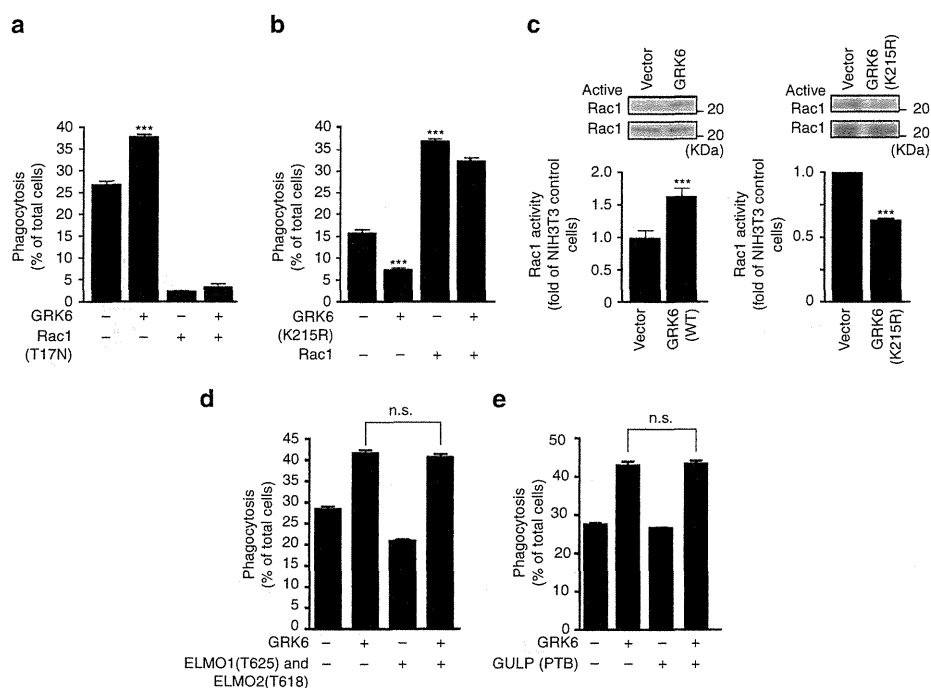 a
Phagocytosis
(% of total cells)
40
35
30
25
20
15
10
5
0
***
GRK6 – + – +
Rac1 – – + +
(T17N)
b
Phagocytosis
(% of total cells)
40
35
30
25
20
15
10
5
0
***
***
GRK6 – + – +
(K215R)
Rac1 – – + +
c
Vector
GRK6
Active
Rac1
20
Rac1
20
(KDa)
Rac1 activity
(fold of NIH3T3 control
cells)
2.0
1.5
1.0
0.5
0.0
***
Vector
GRK6
(WT)
Vector
GRK6
(K215R)
Active
Rac1
20
Rac1
20
(KDa)
Rac1 activity
(fold of NIH3T3 control
cells)
1.0
0.5
0
***
Vector
GRK6
(K215R)
d
n.s.
Phagocytosis
(% of total cells)
45
40
35
30
25
20
15
10
5
0
GRK6 – + – +
ELMO1(T625) and – – + +
ELMO2(T618)
e
n.s.
Phagocytosis
(% of total cells)
50
40
30
20
10
0
GRK6 – + – +
GULP (PTB) – – + +